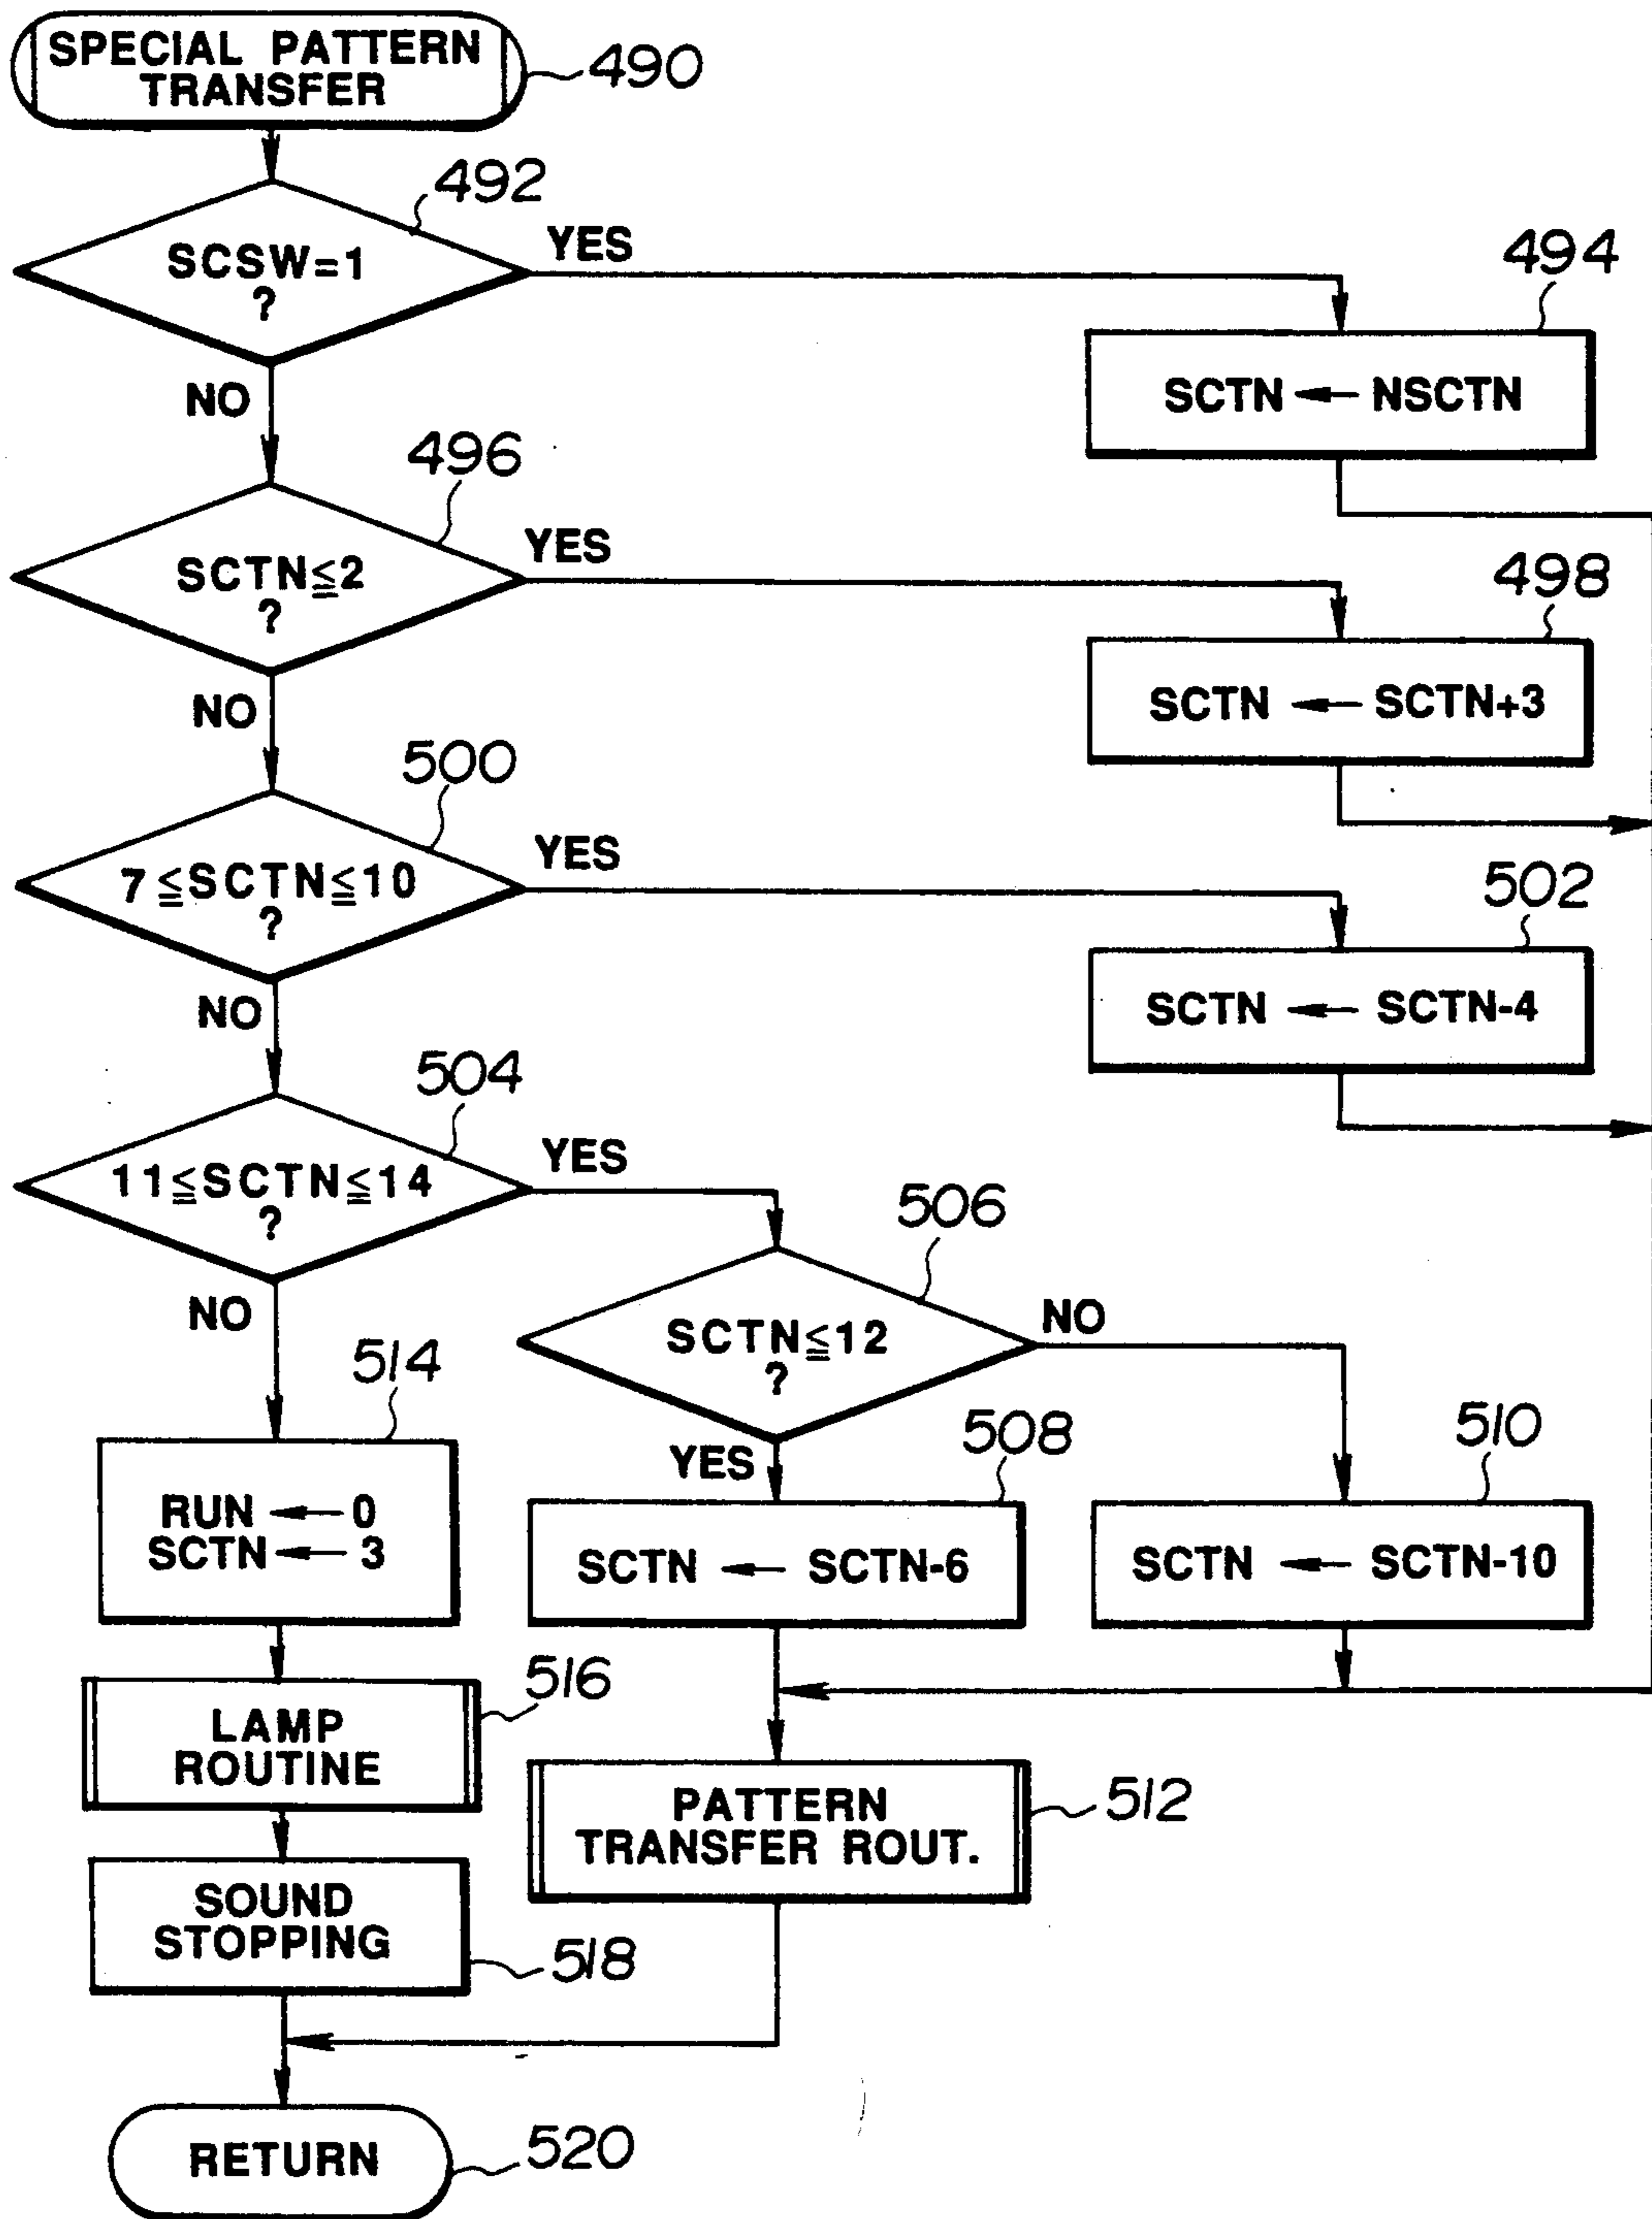 SPECIAL PATTERN
TRANSFER
490
492
SCSW=1
?
YES
NO
494
SCTN ← NSCTN
496
SCTN≦2
?
YES
NO
498
SCTN ← SCTN+3
500
7≦SCTN≦10
?
YES
NO
502
SCTN ← SCTN-4
504
11≦SCTN≦14
?
YES
NO
506
SCTN≦12
?
NO
YES
508
SCTN ← SCTN-6
510
SCTN ← SCTN-10
514
RUN ← 0
SCTN ← 3
516
LAMP
ROUTINE
PATTERN
TRANSFER ROUT.
512
SOUND
STOPPING
518
RETURN
520